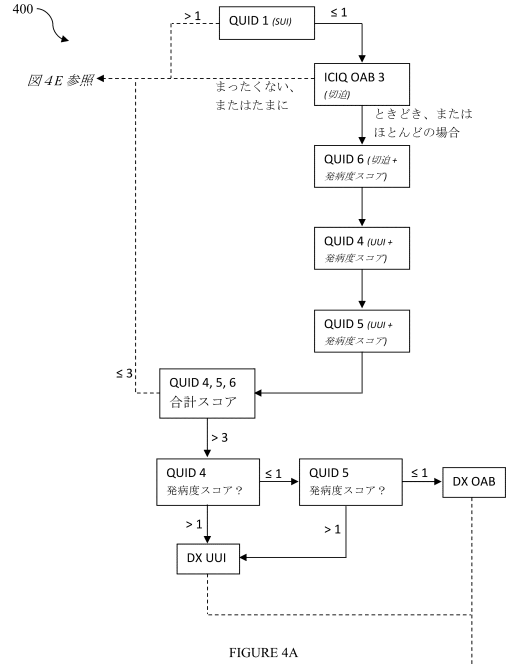 400
> 1
QUID 1 (SUI)
≤ 1
図 4E 参照
まったくない、
またはたまに
ICIQ OAB 3
(切迫)
ときどき、または
ほとんどの場合
QUID 6 (切迫 +
発病度スコア)
QUID 4 (UUI +
発病度スコア)
QUID 5 (UUI +
発病度スコア)
≤ 3
QUID 4, 5, 6
合計スコア
> 3
QUID 4
発病度スコア?
≤ 1
QUID 5
発病度スコア?
≤ 1
DX OAB
> 1
> 1
DX UUI
FIGURE 4A